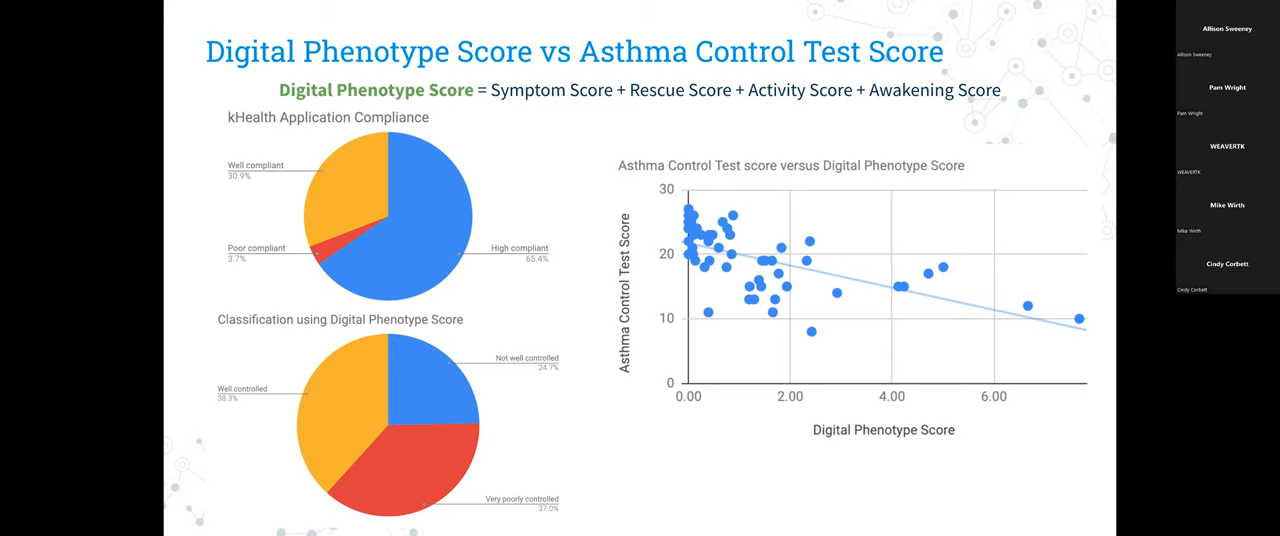 Digital Phenotype Score vs Asthma Control Test Score
Digital Phenotype Score = Symptom Score + Rescue Score + Activity Score + Awakening Score
kHealth Application Compliance
Well compliant
30.9%
Poor compliant
3.7%
High compliant
65.4%
Classification using Digital Phenotype Score
Not well controlled
24.7%
Well controlled
38.3%
Very poorly controlled
37.0%
Asthma Control Test score versus Digital Phenotype Score
Asthma Control Test Score
30
20
10
0
0.00 2.00 4.00 6.00
Digital Phenotype Score
Allison Sweeney
Allison Sweeney
Pam Wright
Pam Wright
WEAVERTK
WEAVERTK
Mike Wirth
Mike Wirth
Cindy Corbett
Cindy Corbett